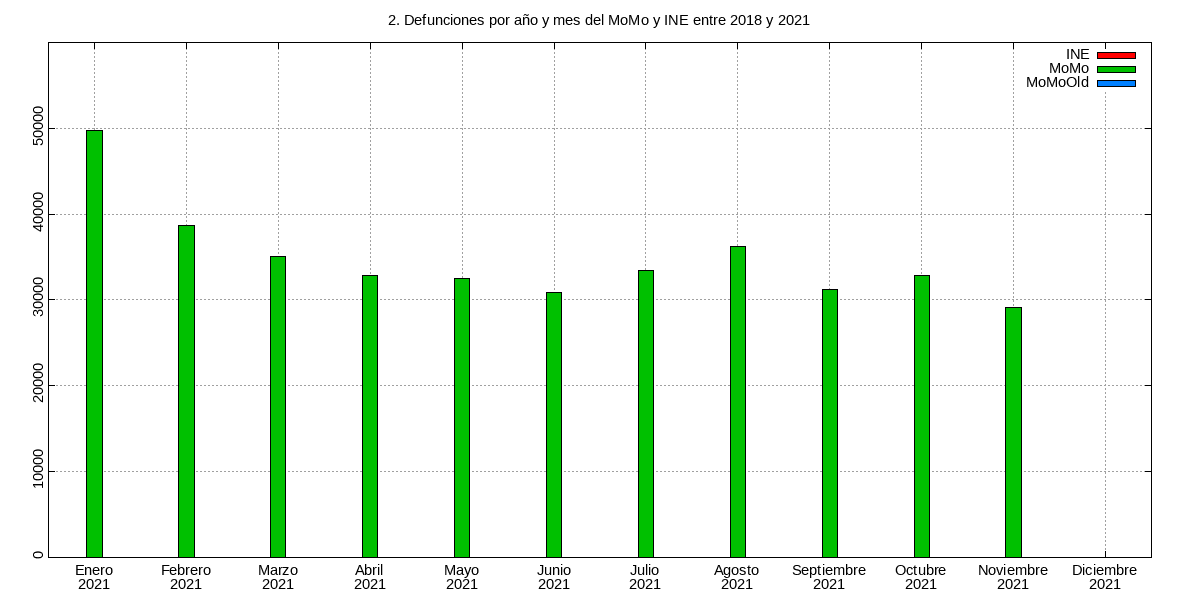 2. Defunciones por año y mes del MoMo y INE entre 2018 y 2021
INE
MoMo
MoMoOld
50000
40000
30000
20000
10000
0
Enero Febrero Marzo Abril Mayo Junio Julio Agosto Septiembre Octubre Noviembre Diciembre
2021 2021 2021 2021 2021 2021 2021 2021 2021 2021 2021 2021